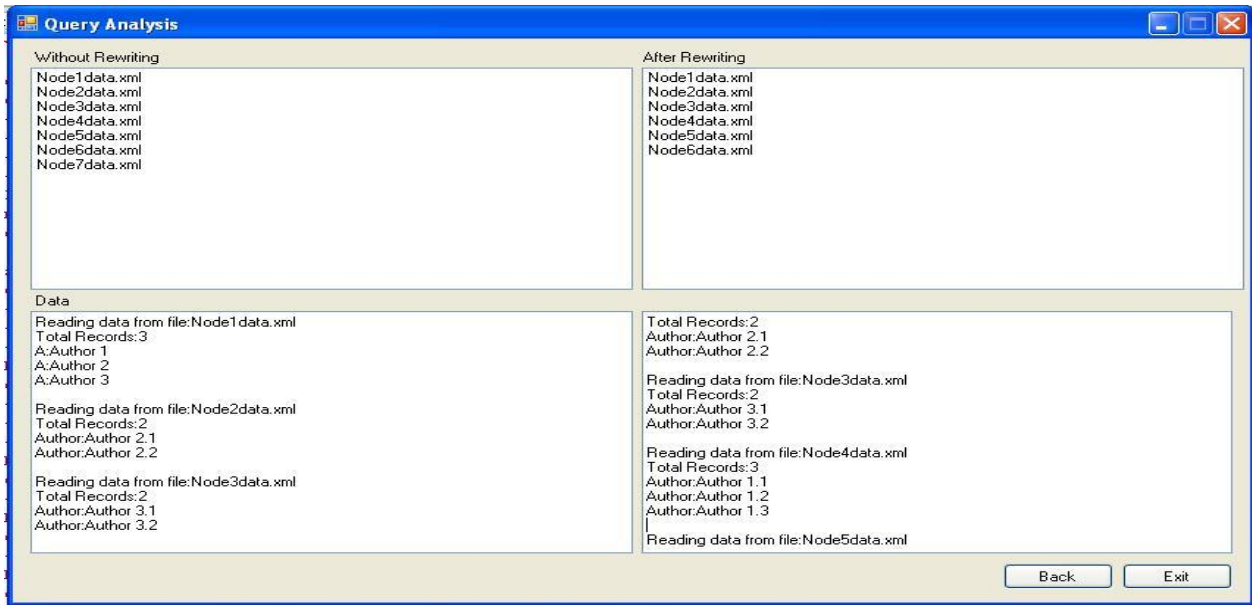 Query Analysis
Without Rewriting
Node1data.xml
Node2data.xml
Node3data.xml
Node4data.xml
Node5data.xml
Node6data.xml
Node7data.xml
After Rewriting
Node1data.xml
Node2data.xml
Node3data.xml
Node4data.xml
Node5data.xml
Node6data.xml
Data
Reading data from file:Node1data.xml
Total Records:3
A:Author 1
A:Author 2
A:Author 3
Reading data from file:Node2data.xml
Total Records:2
Author:Author 2.1
Author:Author 2.2
Reading data from file:Node3data.xml
Total Records:2
Author:Author 3.1
Author:Author 3.2
Total Records:2
Author:Author 2.1
Author:Author 2.2
Reading data from file:Node3data.xml
Total Records:2
Author:Author 3.1
Author:Author 3.2
Reading data from file:Node4data.xml
Total Records:3
Author:Author 1.1
Author:Author 1.2
Author:Author 1.3
Reading data from file:Node5data.xml
Back
Exit